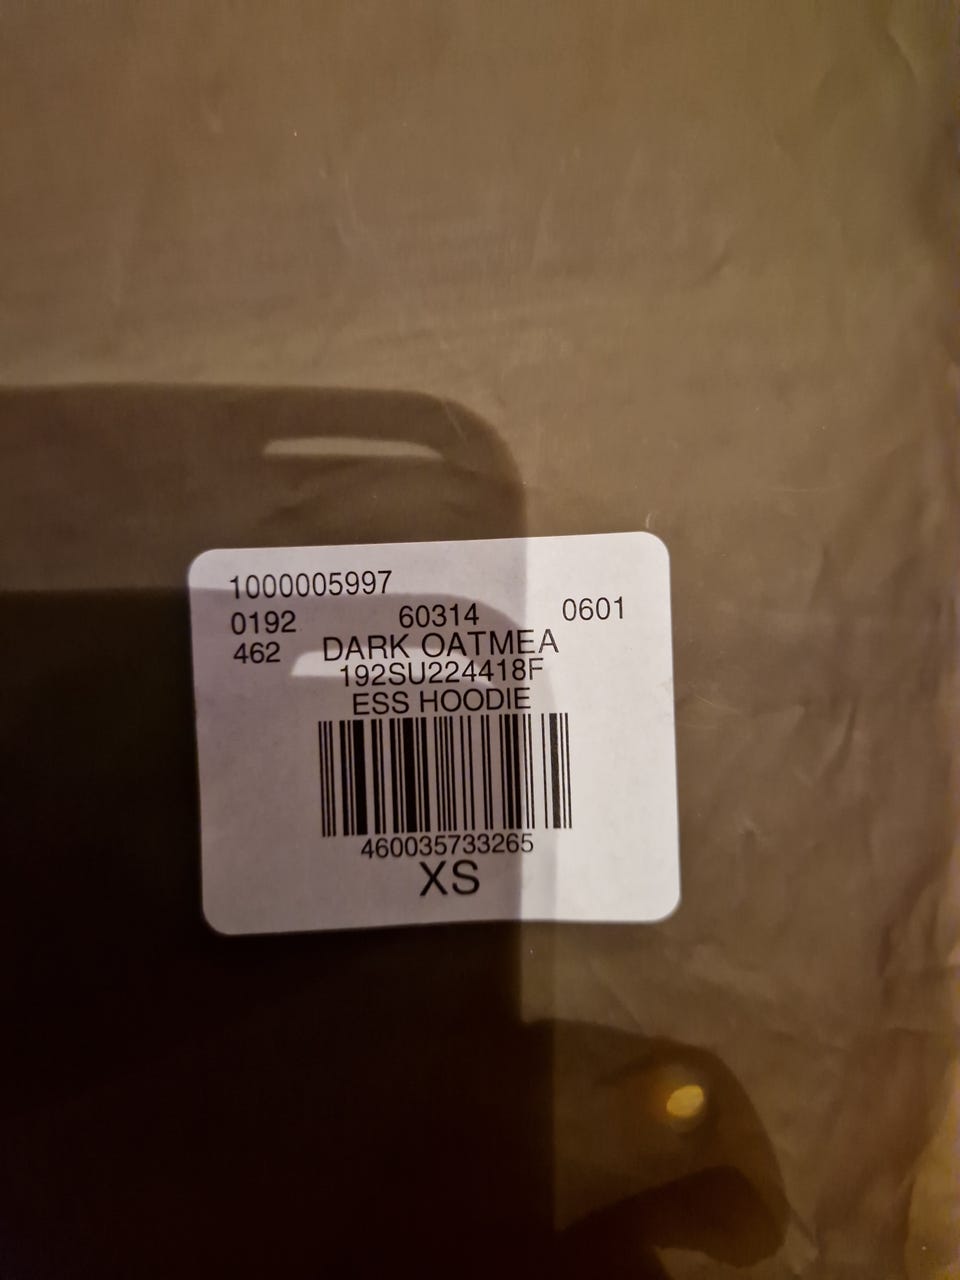 1000005997
0192 60314 0601
462 DARK OATMEA
192SU224418F
ESS HOODIE
460035733265
XS